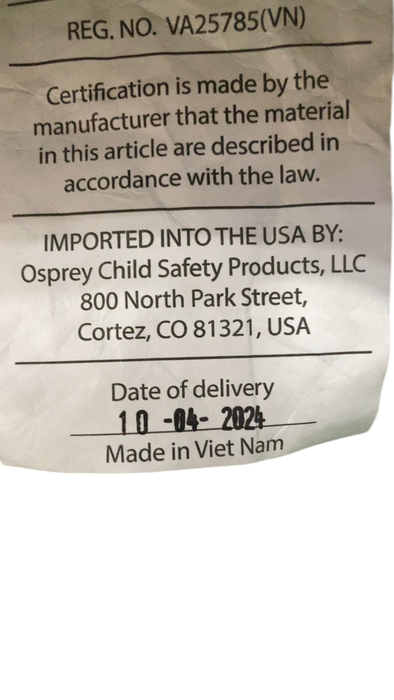 REG. NO. VA25785(VN)
Certification is made by the
manufacturer that the material
in this article are described in
accordance with the law.
IMPORTED INTO THE USA BY:
Osprey Child Safety Products, LLC
800 North Park Street,
Cortez, CO 81321, USA
Date of delivery
10 -04- 2024
Made in Viet Nam